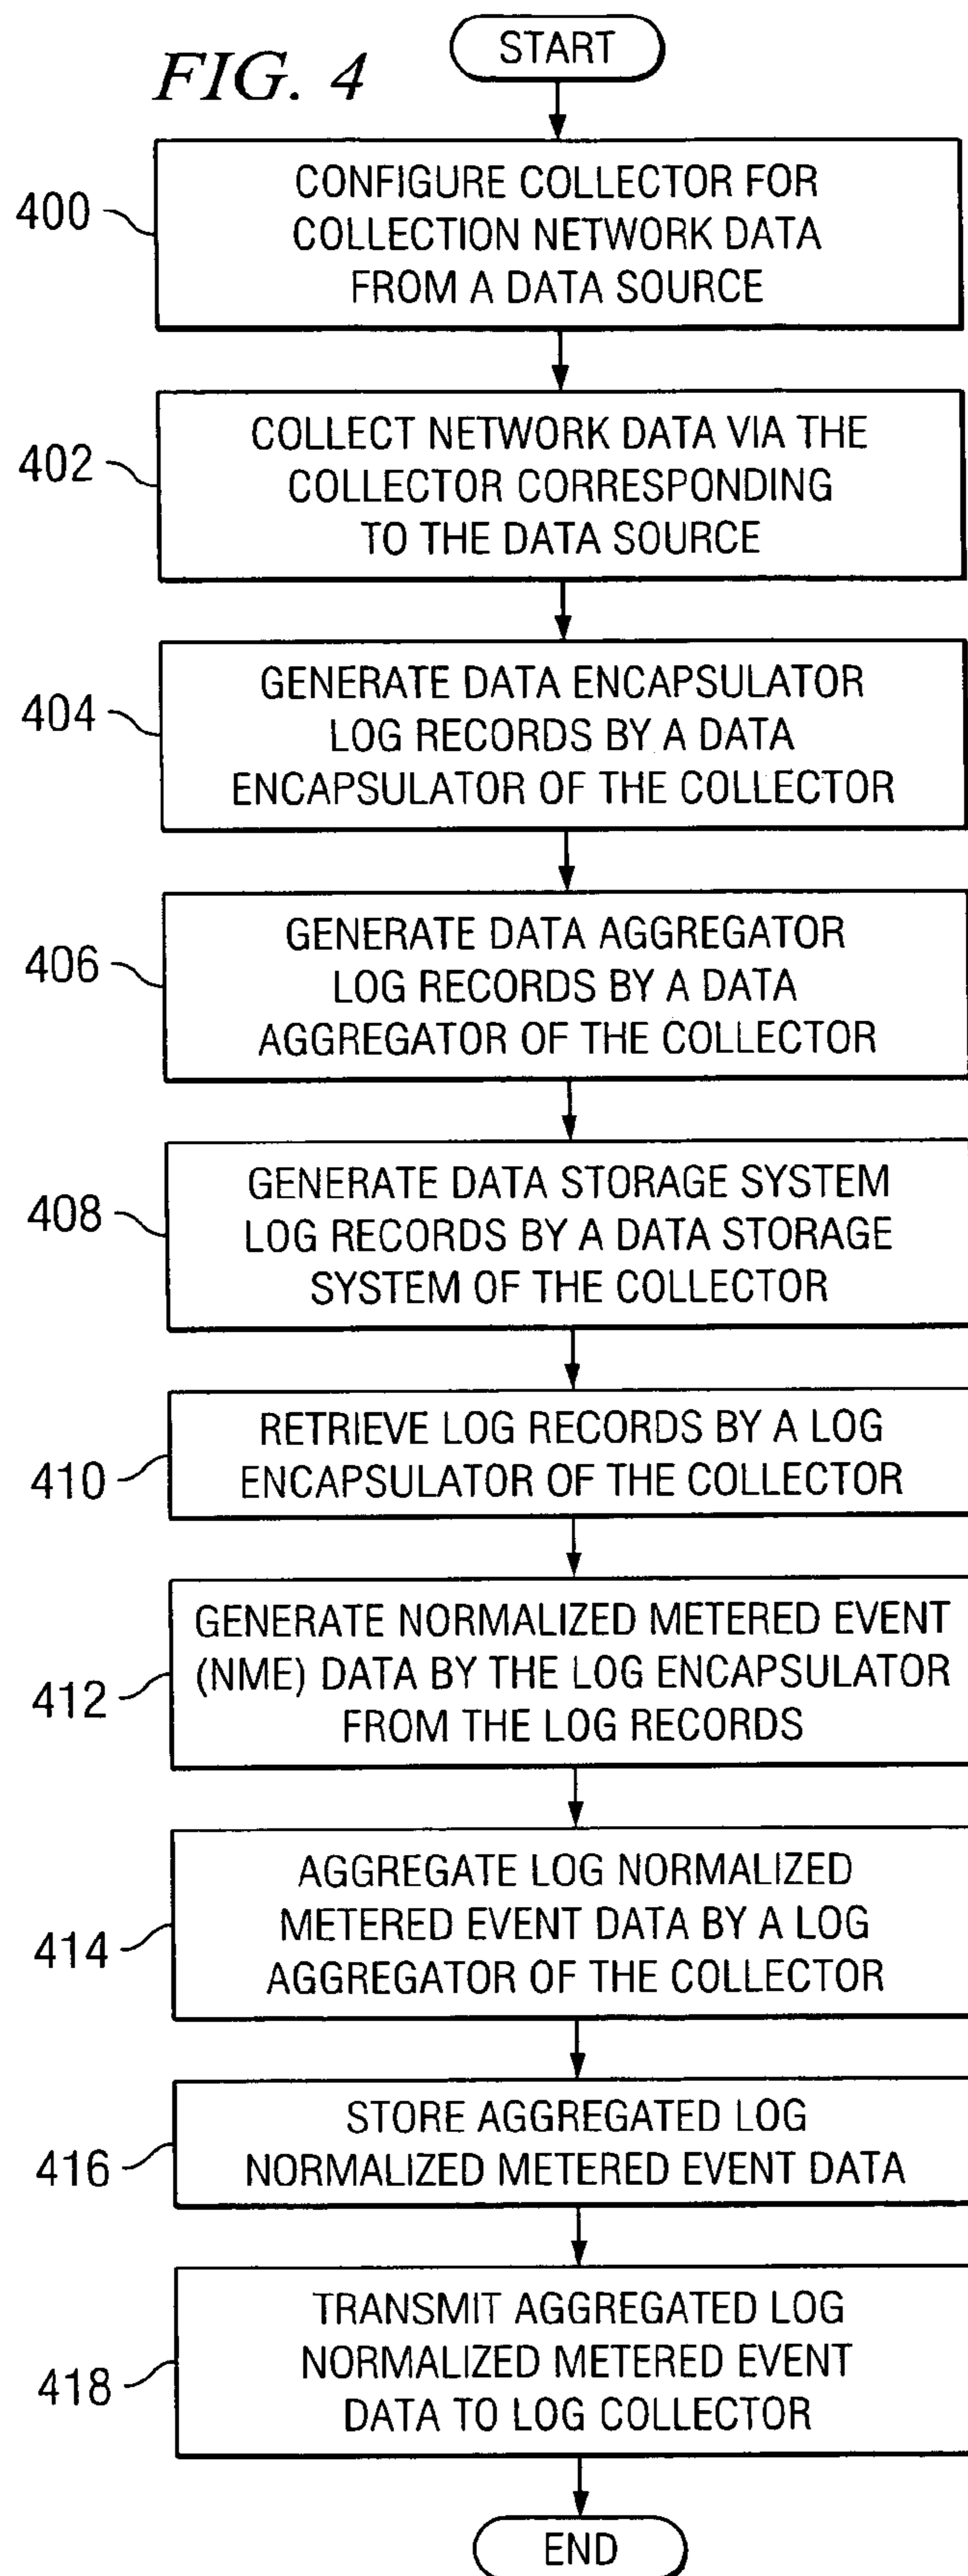 FIG. 4
START
400
CONFIGURE COLLECTOR FOR
COLLECTION NETWORK DATA
FROM A DATA SOURCE
402
COLLECT NETWORK DATA VIA THE
COLLECTOR CORRESPONDING
TO THE DATA SOURCE
404
GENERATE DATA ENCAPSULATOR
LOG RECORDS BY A DATA
ENCAPSULATOR OF THE COLLECTOR
406
GENERATE DATA AGGREGATOR
LOG RECORDS BY A DATA
AGGREGATOR OF THE COLLECTOR
408
GENERATE DATA STORAGE SYSTEM
LOG RECORDS BY A DATA STORAGE
SYSTEM OF THE COLLECTOR
410
RETRIEVE LOG RECORDS BY A LOG
ENCAPSULATOR OF THE COLLECTOR
412
GENERATE NORMALIZED METERED EVENT
(NME) DATA BY THE LOG ENCAPSULATOR
FROM THE LOG RECORDS
414
AGGREGATE LOG NORMALIZED
METERED EVENT DATA BY A LOG
AGGREGATOR OF THE COLLECTOR
416
STORE AGGREGATED LOG
NORMALIZED METERED EVENT DATA
418
TRANSMIT AGGREGATED LOG
NORMALIZED METERED EVENT
DATA TO LOG COLLECTOR
END